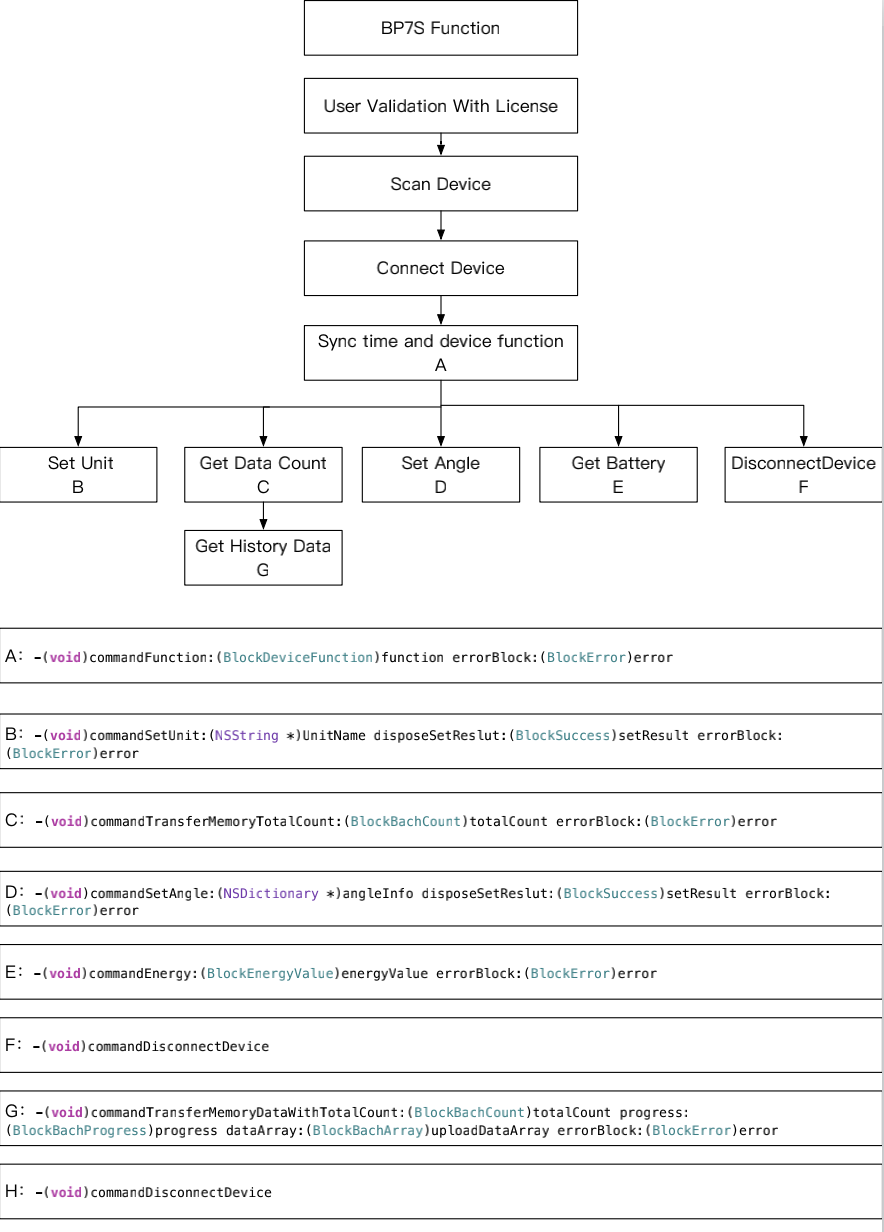 BP7S Function
User Validation With License
Scan Device
Connect Device
Sync time and device function
A
Set Unit
B
Get Data Count
C
Set Angle
D
Get Battery
E
DisconnectDevice
F
Get History Data
G
A: -(void)commandFunction:(BlockDeviceFunction)function errorBlock:(BlockError)error
B: -(void)commandSetUnit:(NSString *)UnitName disposeSetReslut:(BlockSuccess)setResult errorBlock:
(BlockError)error
C: -(void)commandTransferMemoryTotalCount:(BlockBachCount)totalCount errorBlock:(BlockError)error
D: -(void)commandSetAngle:(NSDictionary *)angleInfo disposeSetReslut:(BlockSuccess)setResult errorBlock:
(BlockError)error
E: -(void)commandEnergy:(BlockEnergyValue)energyValue errorBlock:(BlockError)error
F: -(void)commandDisconnectDevice
G: -(void)commandTransferMemoryDataWithTotalCount:(BlockBachCount)totalCount progress:
(BlockBachProgress)progress dataArray:(BlockBachArray)uploadDataArray errorBlock:(BlockError)error
H: -(void)commandDisconnectDevice